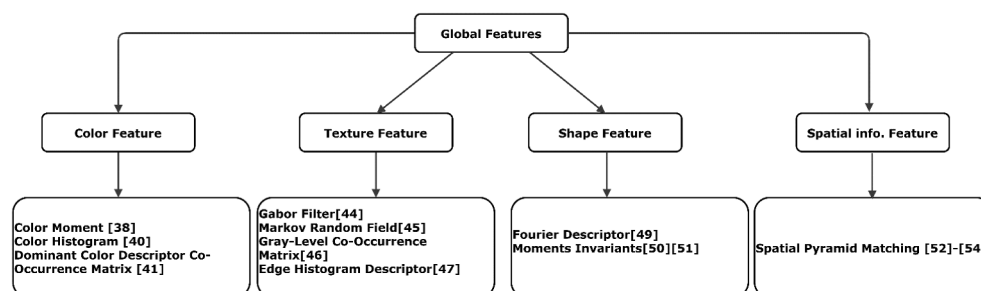 Global Features
Color Feature
Texture Feature
Shape Feature
Spatial info. Feature
Color Moment [38]
Color Histogram [40]
Dominant Color Descriptor Co-
Occurrence Matrix [41]
Gabor Filter[44]
Markov Random Field[45]
Gray-Level Co-Occurrence
Matrix[46]
Edge Histogram Descriptor[47]
Fourier Descriptor[49]
Moments Invariants[50][51]
Spatial Pyramid Matching [52]-[54